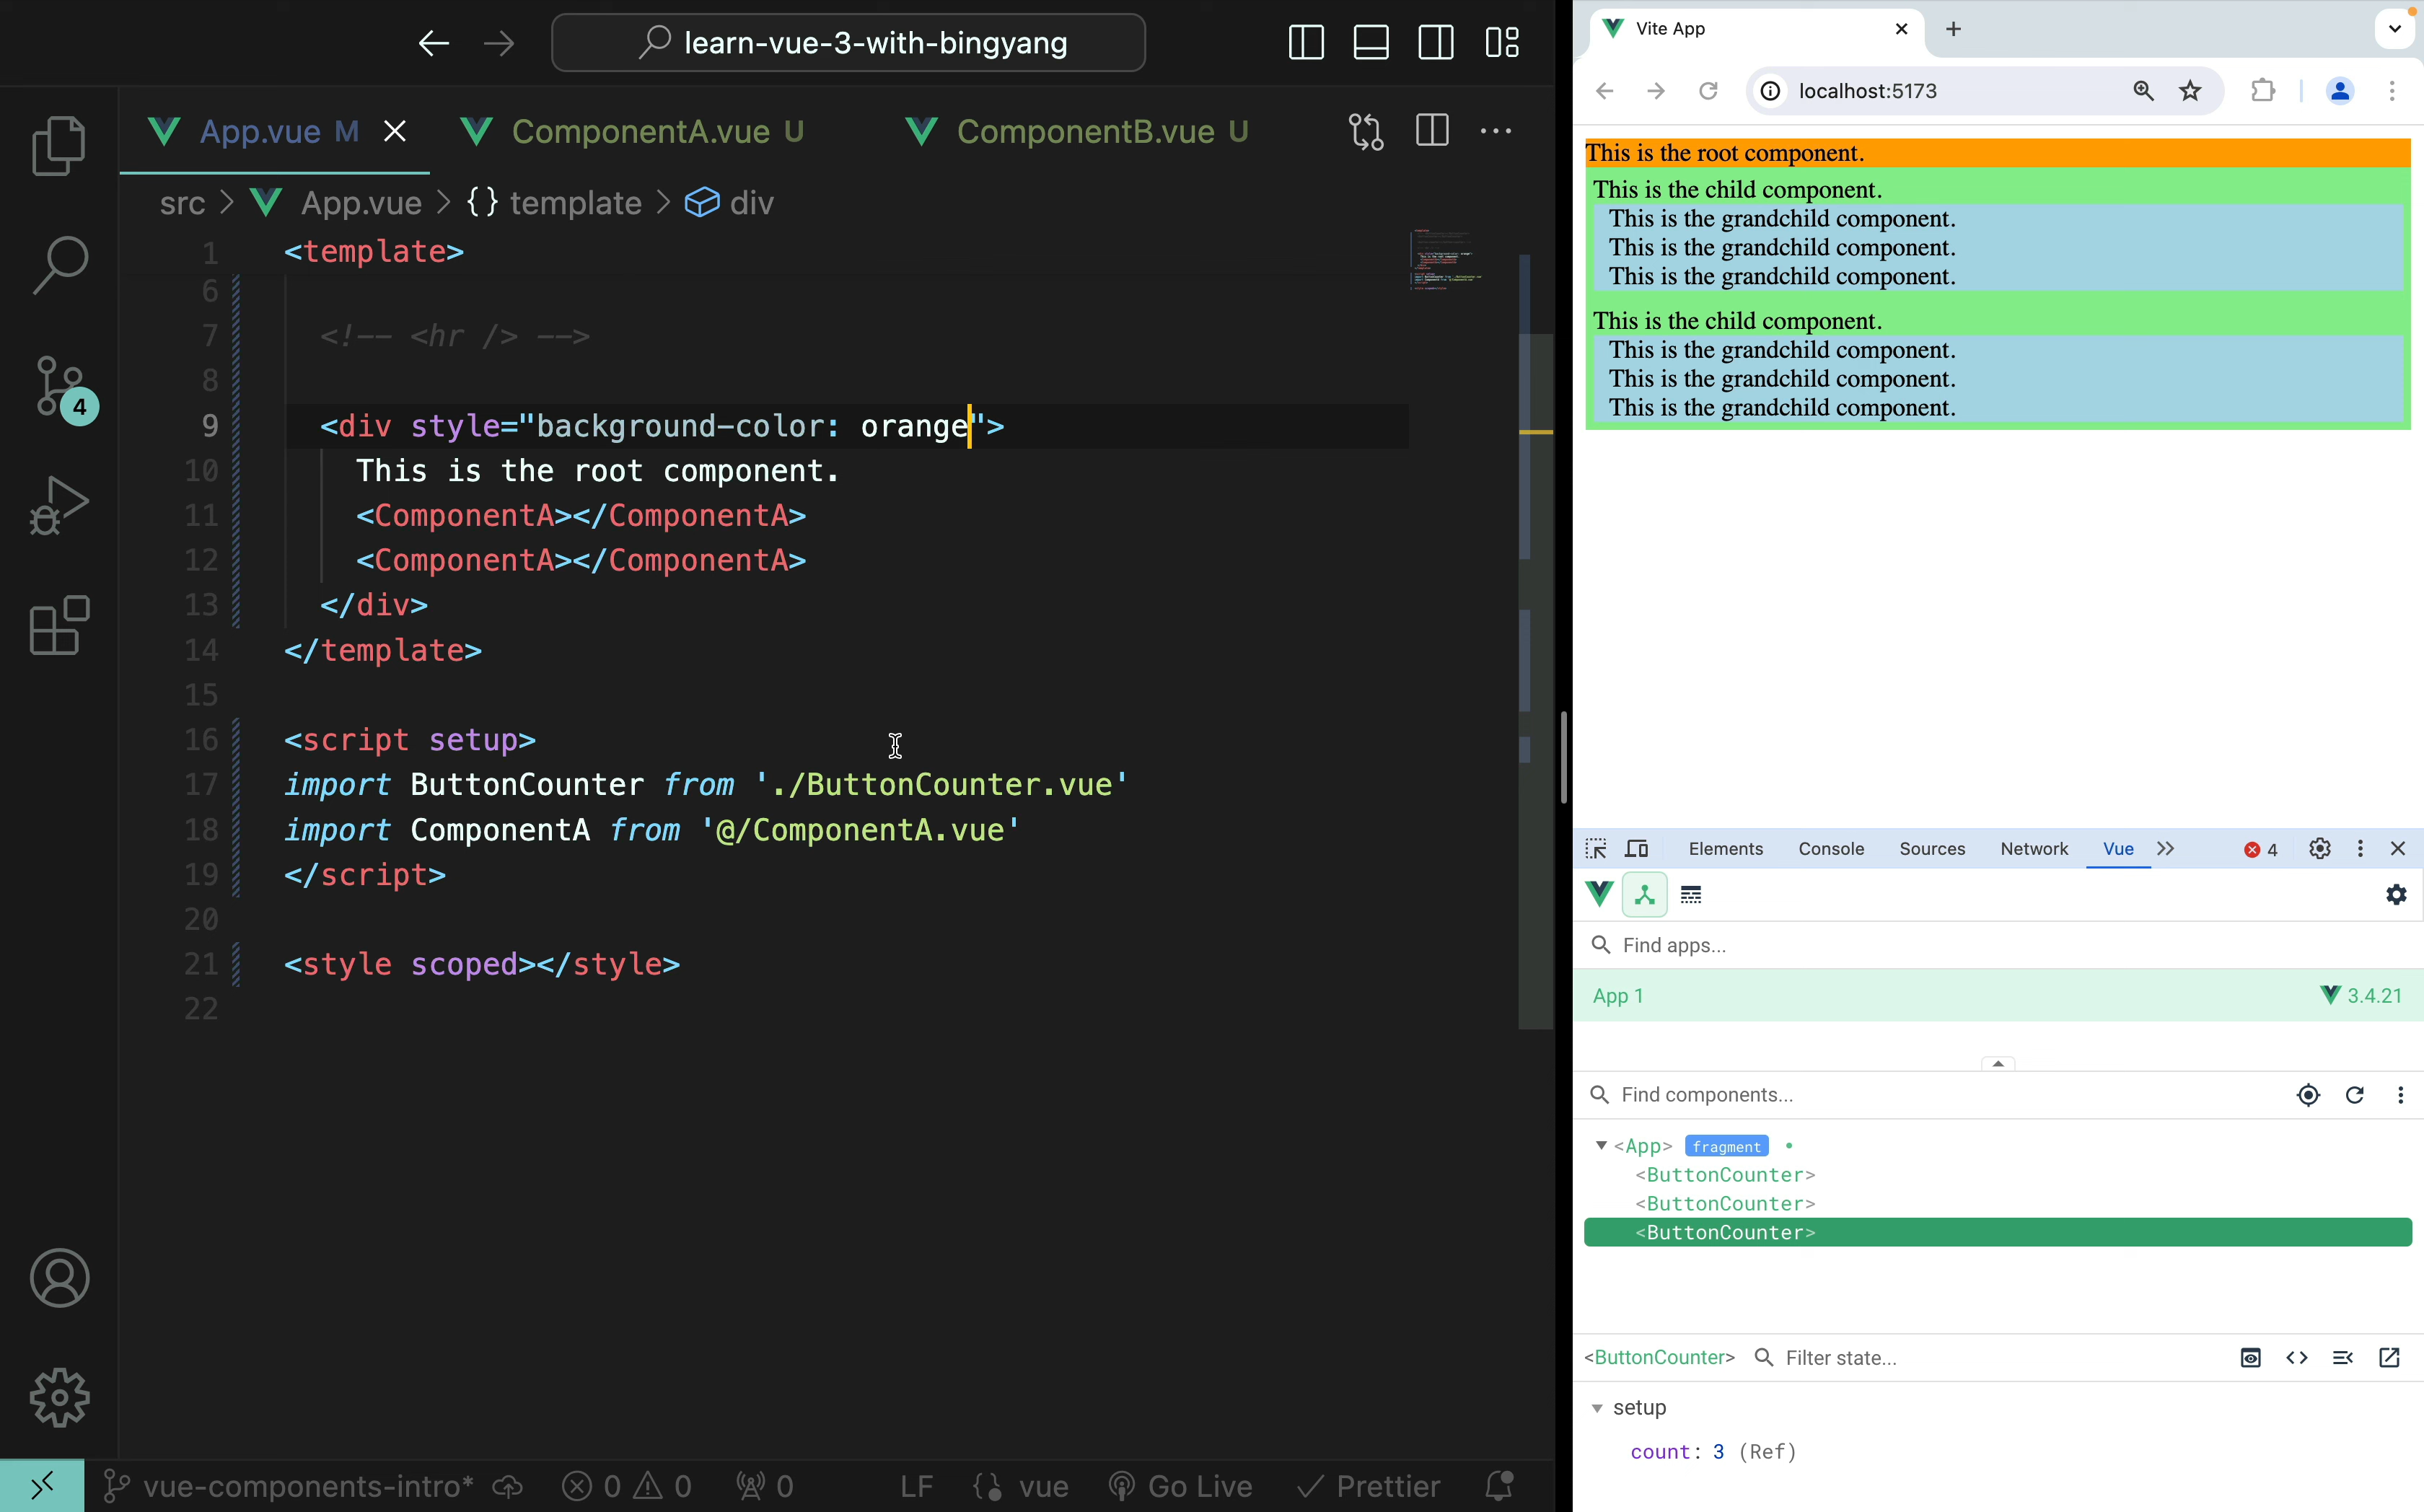 learn-vue-3-with-bingyang
App.vue M
ComponentA.vue U
ComponentB.vue U
src > App.vue > {} template > div
1 <template>
6
7 <!-- <hr /> -->
8
9 <div style="background-color: orange">
10 This is the root component.
11 <ComponentA></ComponentA>
12 <ComponentA></ComponentA>
13 </div>
14 </template>
15
16 <script setup>
17 import ButtonCounter from './ButtonCounter.vue'
18 import ComponentA from '@/ComponentA.vue'
19 </script>
20
21 <style scoped></style>
22
4
vue-components-intro* 0 0 0 LF {} vue Go Live Prettier
Vite App
localhost:5173
This is the root component.
This is the child component.
This is the grandchild component.
This is the grandchild component.
This is the grandchild component.
This is the child component.
This is the grandchild component.
This is the grandchild component.
This is the grandchild component.
Elements Console Sources Network Vue 4
Find apps...
App 1 3.4.21
Find components...
<App> fragment
<ButtonCounter>
<ButtonCounter>
<ButtonCounter>
<ButtonCounter> Filter state...
setup
count: 3 (Ref)